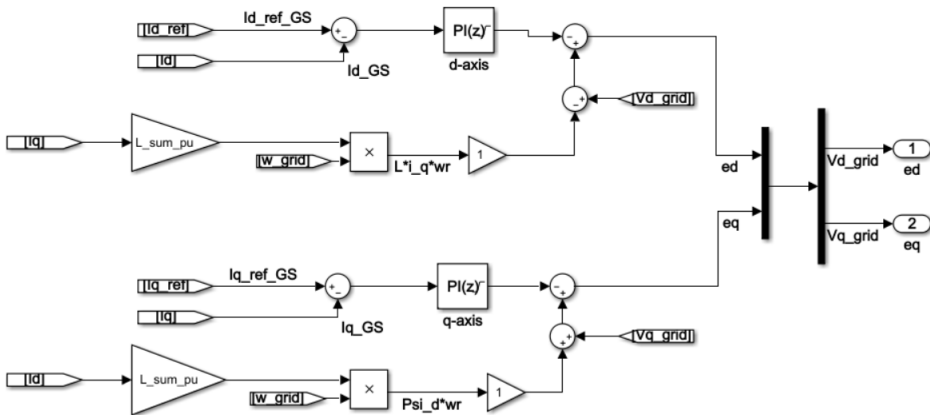 [Id_ref]
Id_ref_GS
+
−
PI(z)
d-axis
−
+
[Id]
Id_GS
−
+
[Vd_grid]
[Iq]
L_sum_pu
[w_grid]
×
L*i_q*wr
1
ed
Vd_grid
1
ed
eq
Vq_grid
2
eq
[Iq_ref]
Iq_ref_GS
+
−
PI(z)
q-axis
−
+
[Iq]
Iq_GS
+
+
[Vq_grid]
[Id]
L_sum_pu
[w_grid]
×
Psi_d*wr
1